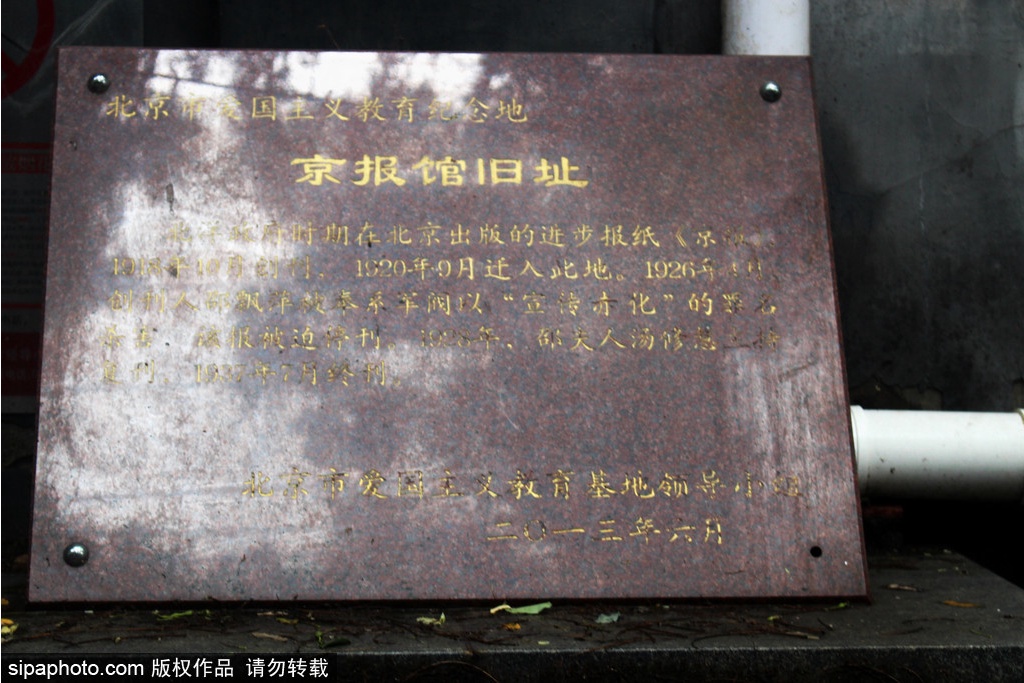 北京市爱国主义教育纪念地
京报馆旧址
时期在北京出版的进步报纸《京
1918年10月创刊，1920年9月迁入此地。1926年4月，
创刊人邵飘萍被奉系军阀以“宣传赤化”的罪名
杀害，报被迫停刊。1928年，邵夫人汤修慧主持
复刊，1937年7月终刊。
北京市爱国主义教育基地领导小组
二〇一三年六月
sipaphoto.com 版权作品 请勿转载